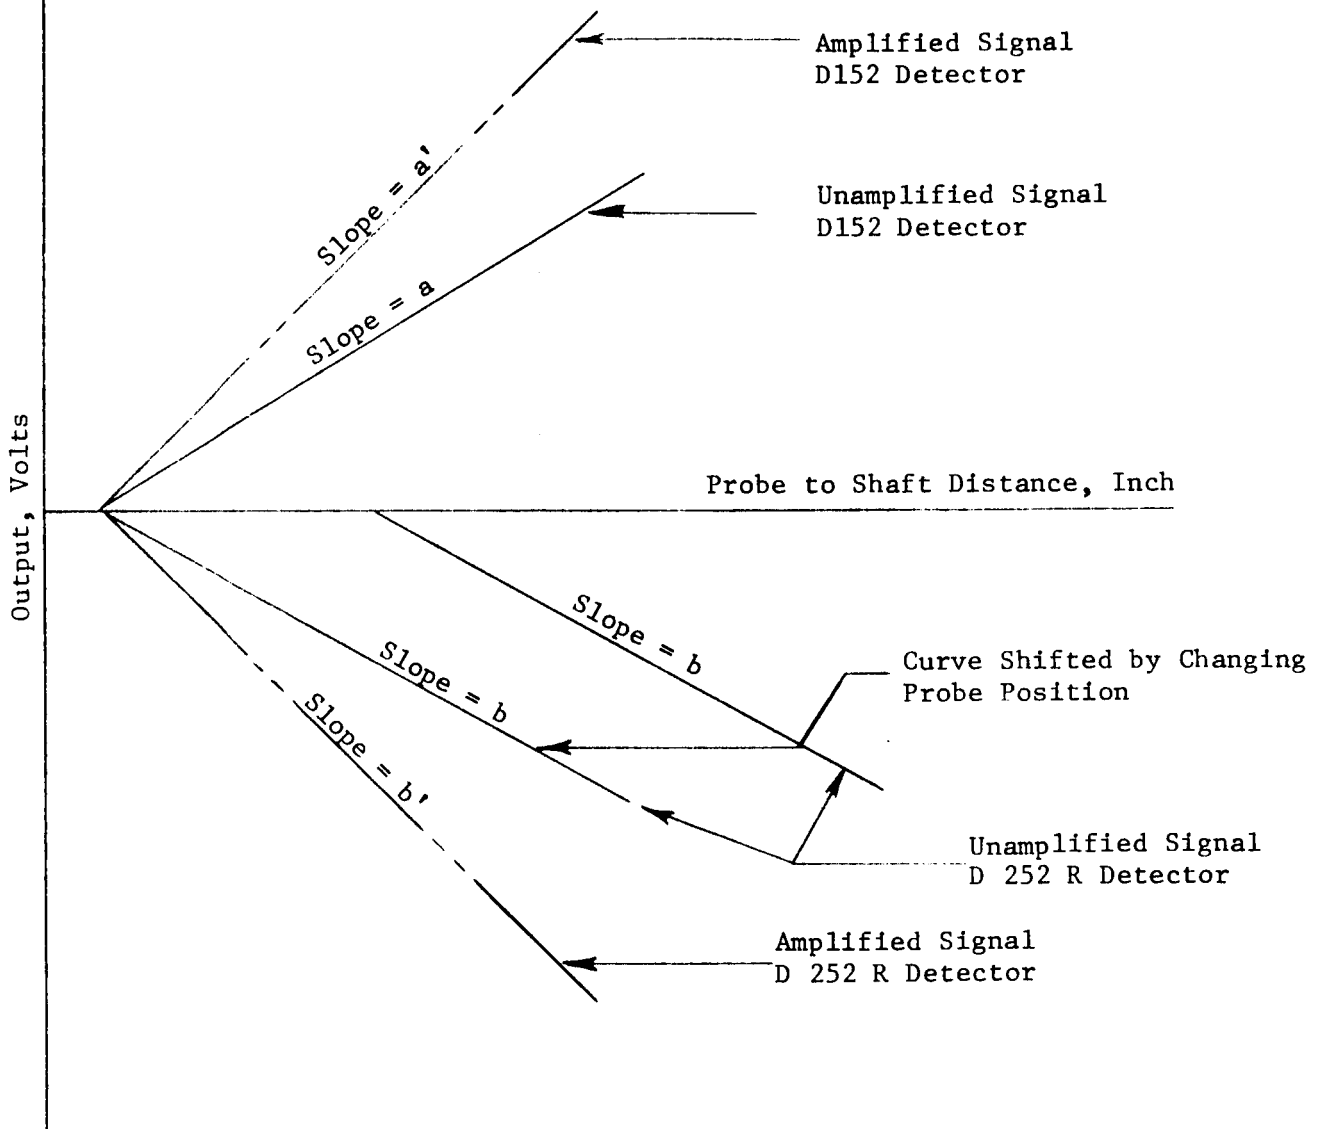 Amplified Signal
D152 Detector
Unamplified Signal
D152 Detector
Slope = a'
Slope = a
Output, Volts
Probe to Shaft Distance, Inch
Slope = b
Slope = b
Slope = b'
Curve Shifted by Changing
Probe Position
Unamplified Signal
D 252 R Detector
Amplified Signal
D 252 R Detector